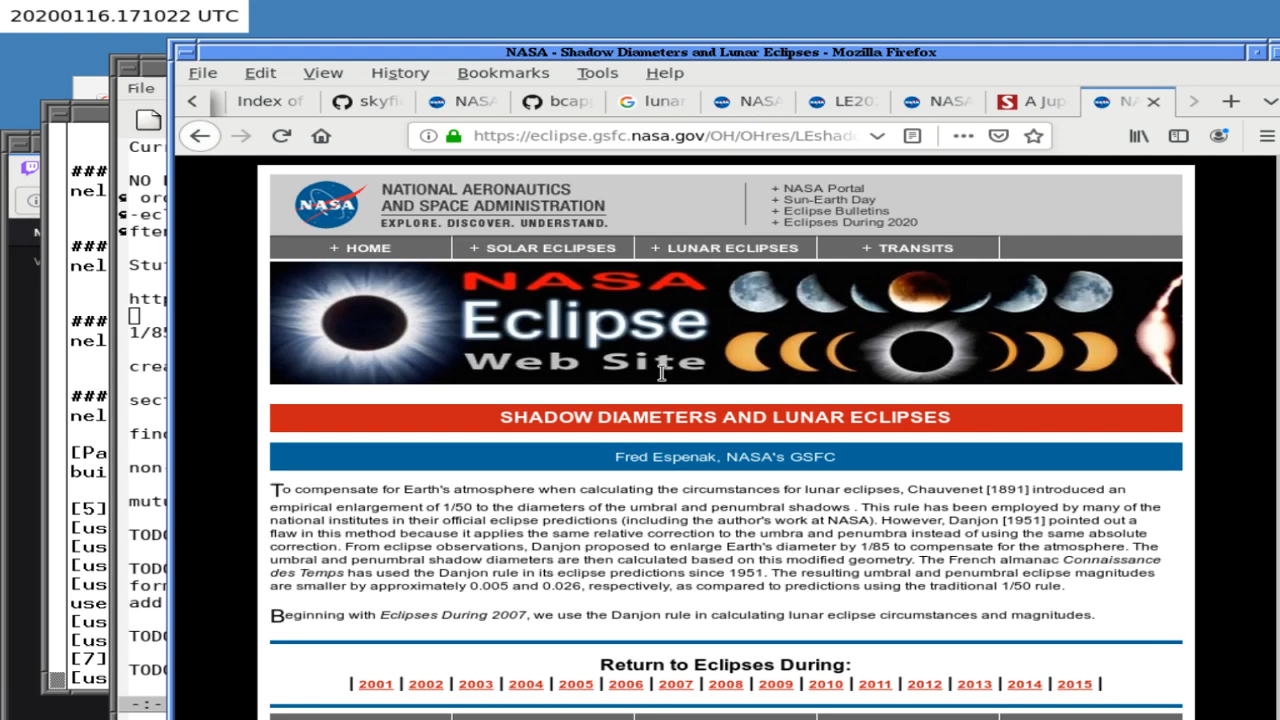 20200116.171022 UTC
NASA - Shadow Diameters and Lunar Eclipses - Mozilla Firefox
File Edit View History Bookmarks Tools Help
Index of skyfi NASA bcap lunar NASA LE20 NASA A Jup NA
https://eclipse.gsfc.nasa.gov/OH/OHres/LEshad
NATIONAL AERONAUTICS
AND SPACE ADMINISTRATION
EXPLORE. DISCOVER. UNDERSTAND.
NASA
+ NASA Portal
+ Sun-Earth Day
+ Eclipse Bulletins
+ Eclipses During 2020
+ HOME + SOLAR ECLIPSES + LUNAR ECLIPSES + TRANSITS
NASA
Eclipse
Web Site
SHADOW DIAMETERS AND LUNAR ECLIPSES
Fred Espenak, NASA's GSFC
To compensate for Earth's atmosphere when calculating the circumstances for lunar eclipses, Chauvenet [1891] introduced an
empirical enlargement of 1/50 to the diameters of the umbral and penumbral shadows . This rule has been employed by many of the
national institutes in their official eclipse predictions (including the author's work at NASA). However, Danjon [1951] pointed out a
flaw in this method because it applies the same relative correction to the umbra and penumbra instead of using the same absolute
correction. From eclipse observations, Danjon proposed to enlarge Earth's diameter by 1/85 to compensate for the atmosphere. The
umbral and penumbral shadow diameters are then calculated based on this modified geometry. The French almanac Connaissance
des Temps has used the Danjon rule in its eclipse predictions since 1951. The resulting umbral and penumbral eclipse magnitudes
are smaller by approximately 0.005 and 0.026, respectively, as compared to predictions using the traditional 1/50 rule.
Beginning with Eclipses During 2007, we use the Danjon rule in calculating lunar eclipse circumstances and magnitudes.
Return to Eclipses During:
| 2001 | 2002 | 2003 | 2004 | 2005 | 2006 | 2007 | 2008 | 2009 | 2010 | 2011 | 2012 | 2013 | 2014 | 2015 |
File
Curr
NO
ord
-ecl
fter
Stu
http
1/85
crea
sect
find
non-
mutu
TODO
TODO
form
add
TODO
TODO
-:-
###
nel
###
nel
###
nel
###
nel
[Pa
bui
[5]
[us
[us
[us
[us
use
[us
[us
[7]
[us